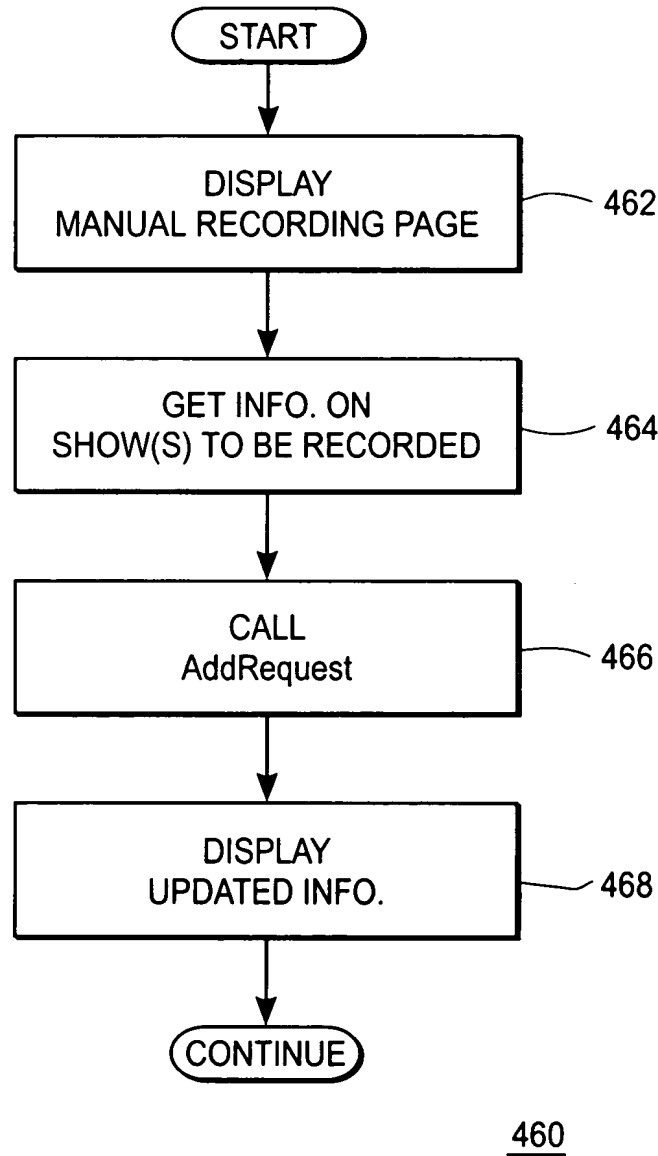 START
DISPLAY
MANUAL RECORDING PAGE
462
GET INFO. ON
SHOW(S) TO BE RECORDED
464
CALL
AddRequest
466
DISPLAY
UPDATED INFO.
468
CONTINUE
460